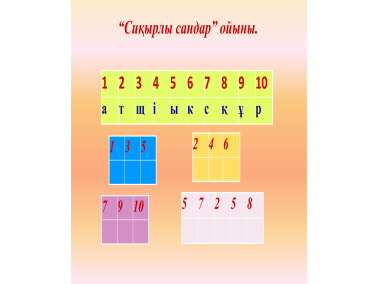 “Сиқырлы сандар” ойыны.
1 2 3 4 5 6 7 8 9 10
а т щ і ы к с қ ұ р
1 3 5
2 4 6
7 9 10
5 7 2 5 8